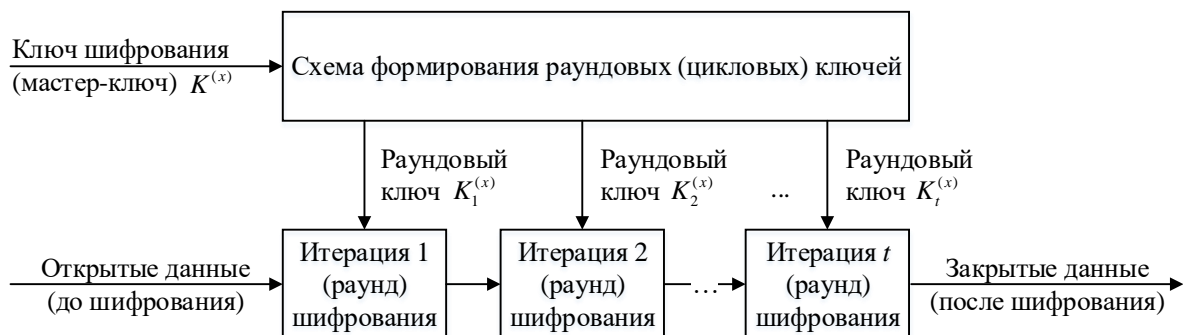 Ключ шифрования
(мастер-ключ) K^(x)
Схема формирования раундовых (цикловых) ключей
Раундовый
ключ K_1^(x)
Раундовый
ключ K_2^(x)
...
Раундовый
ключ K_t^(x)
Открытые данные
(до шифрования)
Итерация 1
(раунд)
шифрования
Итерация 2
(раунд)
шифрования
...
Итерация t
(раунд)
шифрования
Закрытые данные
(после шифрования)